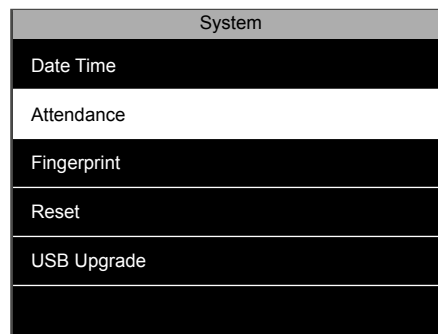 System
Date Time
Attendance
Fingerprint
Reset
USB Upgrade